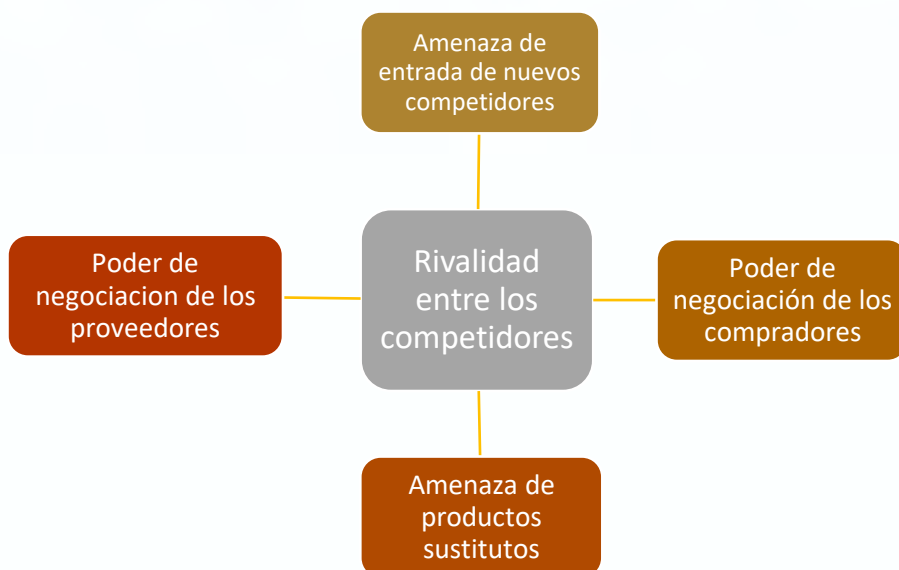 Amenaza de
entrada de nuevos
competidores
Poder de
negociacion de los
proveedores
Rivalidad
entre los
competidores
Poder de
negociación de los
compradores
Amenaza de
productos
sustitutos